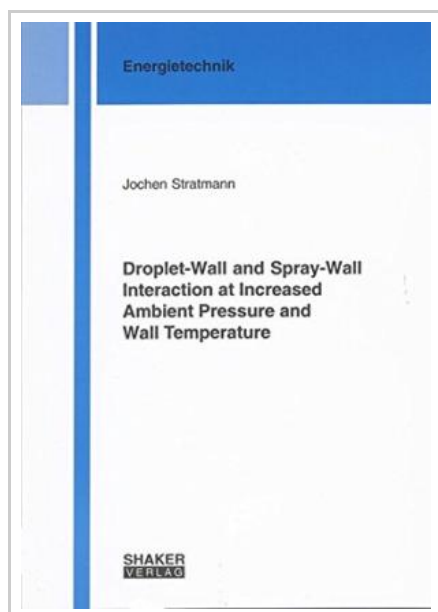 Energietechnik
Jochen Stratmann
Droplet-Wall and Spray-Wall
Interaction at Increased
Ambient Pressure and
Wall Temperature
SHAKER
VERLAG